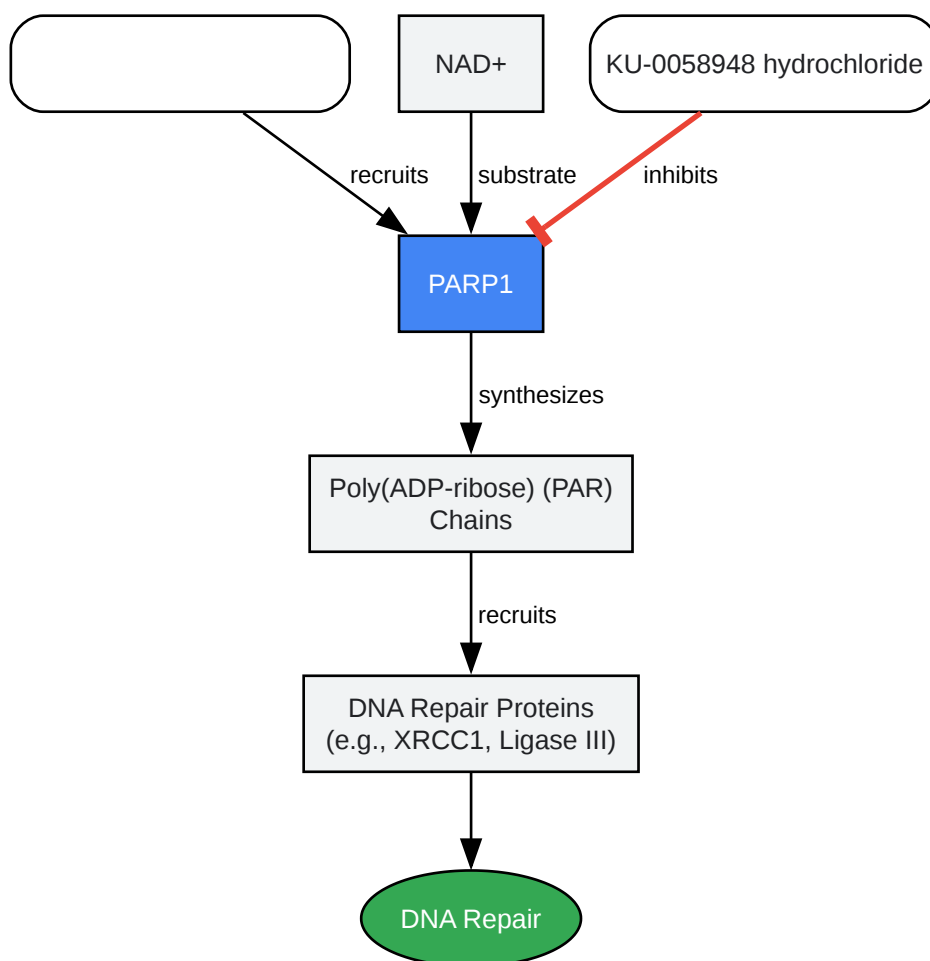 NAD+
KU-0058948 hydrochloride
recruits
substrate
inhibits
PARP1
synthesizes
Poly(ADP-ribose) (PAR)
Chains
recruits
DNA Repair Proteins
(e.g., XRCC1, Ligase III)
DNA Repair